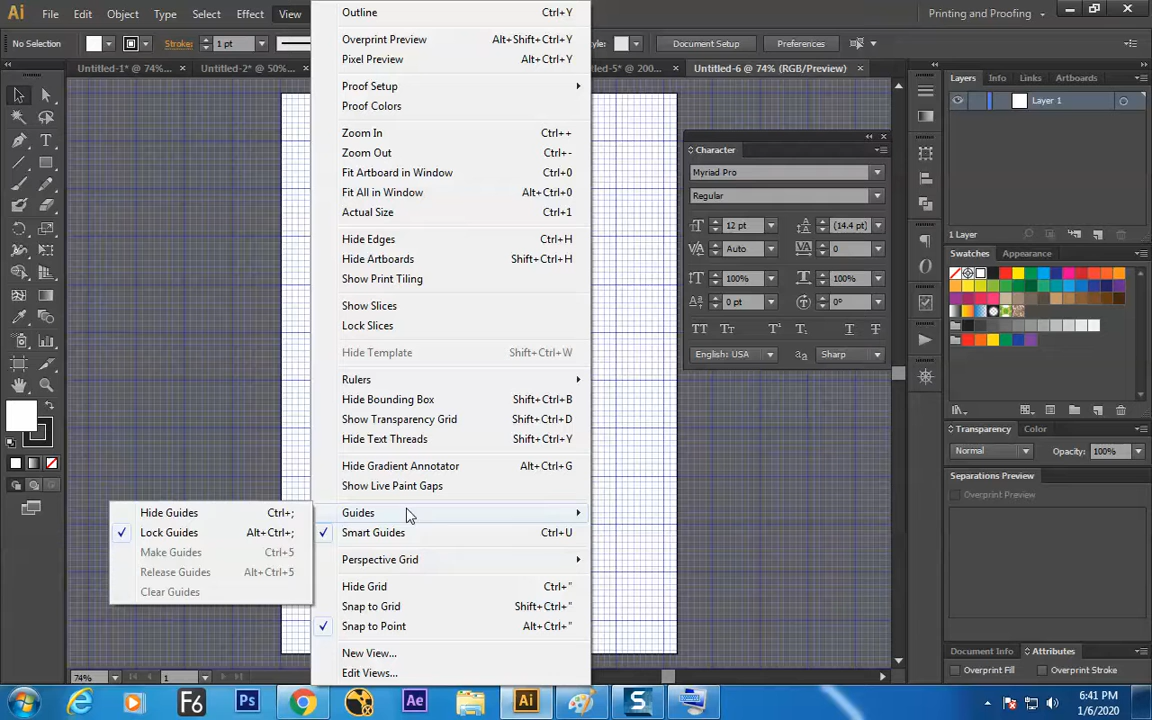 Ai
File
Edit
Object
Type
Select
Effect
View
Printing and Proofing
No Selection
Stroke:
1 pt
Style:
Document Setup
Preferences
Untitled-1* @ 74%...
Untitled-2* @ 50%...
Untitled-5* @ 200...
Untitled-6 @ 74% (RGB/Preview)
Outline Ctrl+Y
Overprint Preview Alt+Shift+Ctrl+Y
Pixel Preview Alt+Ctrl+Y
Proof Setup
Proof Colors
Zoom In Ctrl++
Zoom Out Ctrl+-
Fit Artboard in Window Ctrl+0
Fit All in Window Alt+Ctrl+0
Actual Size Ctrl+1
Hide Edges Ctrl+H
Hide Artboards Shift+Ctrl+H
Show Print Tiling
Show Slices
Lock Slices
Hide Template Shift+Ctrl+W
Rulers
Hide Bounding Box Shift+Ctrl+B
Show Transparency Grid Shift+Ctrl+D
Hide Text Threads Shift+Ctrl+Y
Hide Gradient Annotator Alt+Ctrl+G
Show Live Paint Gaps
Guides
Smart Guides Ctrl+U
Perspective Grid
Hide Grid Ctrl+"
Snap to Grid Shift+Ctrl+"
Snap to Point Alt+Ctrl+"
New View...
Edit Views...
Hide Guides Ctrl+;
Lock Guides Alt+Ctrl+;
Make Guides Ctrl+5
Release Guides Alt+Ctrl+5
Clear Guides
Character
Myriad Pro
Regular
12 pt
(14.4 pt)
Auto
0
100%
100%
0 pt
0°
English: USA
Sharp
Layers
Info
Links
Artboards
Layer 1
1 Layer
Swatches
Appearance
Transparency
Color
Normal
Opacity: 100%
Separations Preview
Overprint Preview
Document Info
Attributes
Overprint Fill
Overprint Stroke
74%
1
F6
Ps
Ae
Ai
S
6:41 PM
1/6/2020